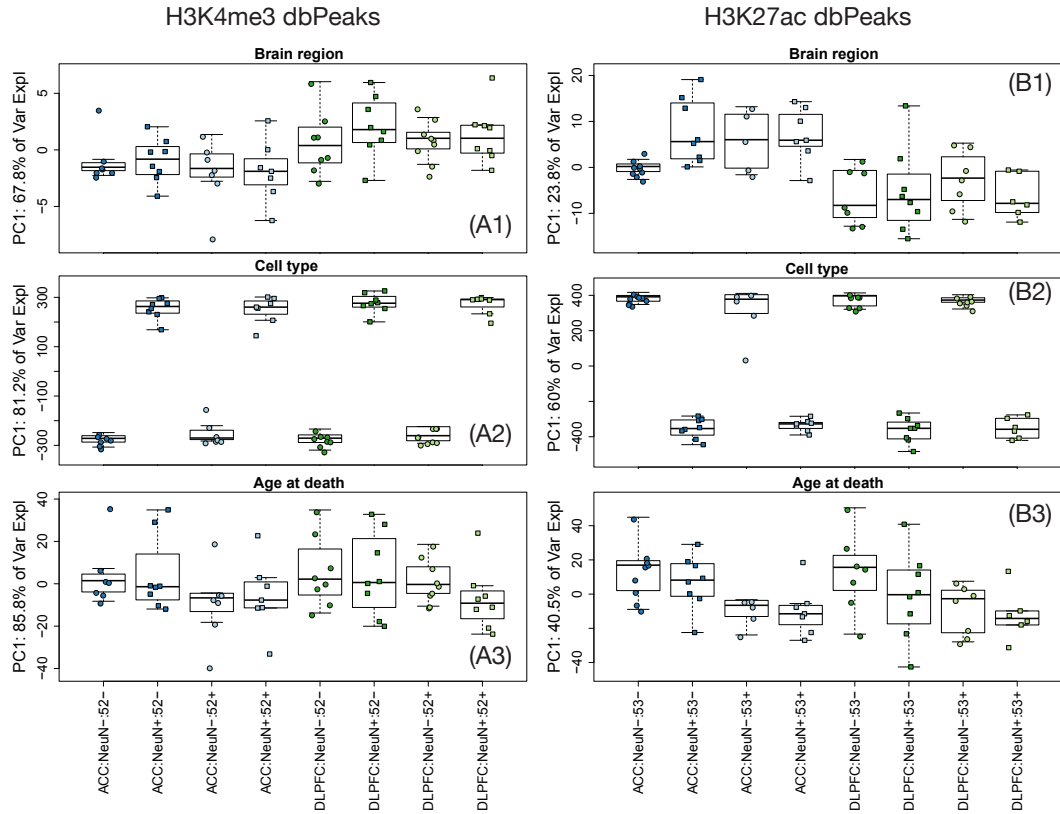 H3K4me3 dbPeaks
H3K27ac dbPeaks
Brain region
PC1: 67.8% of Var Expl
5
0
−5
(A1)
Brain region
PC1: 23.8% of Var Expl
20
10
0
−10
(B1)
Cell type
PC1: 81.2% of Var Expl
300
−100
−300
(A2)
Cell type
PC1: 60% of Var Expl
400
200
0
−400
(B2)
Age at death
PC1: 85.8% of Var Expl
40
20
0
−20
−40
(A3)
Age at death
PC1: 40.5% of Var Expl
40
20
0
−40
(B3)
ACC:NeuN−:52−
ACC:NeuN+:52−
ACC:NeuN−:52+
ACC:NeuN+:52+
DLPFC:NeuN−:52−
DLPFC:NeuN+:52−
DLPFC:NeuN−:52+
DLPFC:NeuN+:52+
ACC:NeuN−:53−
ACC:NeuN+:53−
ACC:NeuN−:53+
ACC:NeuN+:53+
DLPFC:NeuN−:53−
DLPFC:NeuN+:53−
DLPFC:NeuN−:53+
DLPFC:NeuN+:53+